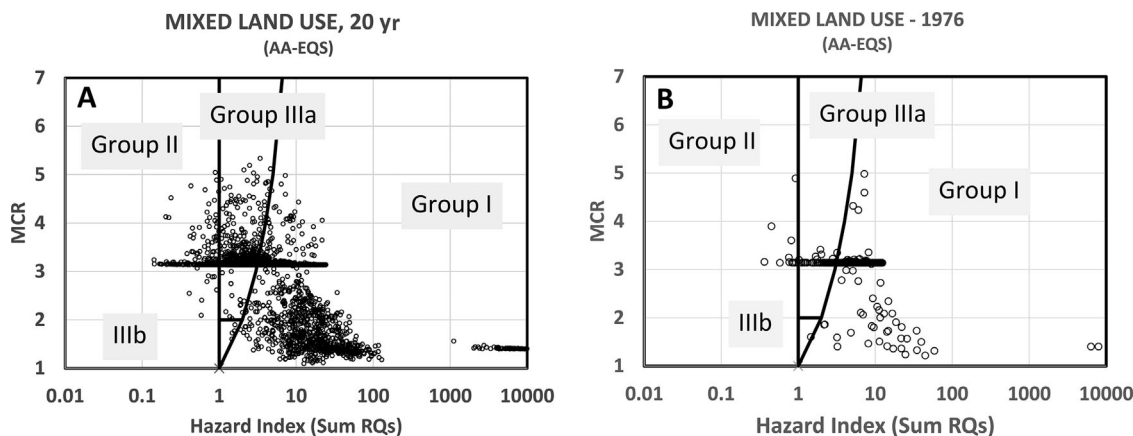 MIXED LAND USE, 20 yr
(AA-EQS)
A
Group IIIa
Group II
Group I
IIIb
MCR
7
6
5
4
3
2
1
0.01 0.1 1 10 100 1000 10000
Hazard Index (Sum RQs)
MIXED LAND USE - 1976
(AA-EQS)
B
Group IIIa
Group II
Group I
IIIb
MCR
7
6
5
4
3
2
1
0.01 0.1 1 10 100 1000 10000
Hazard Index (Sum RQs)